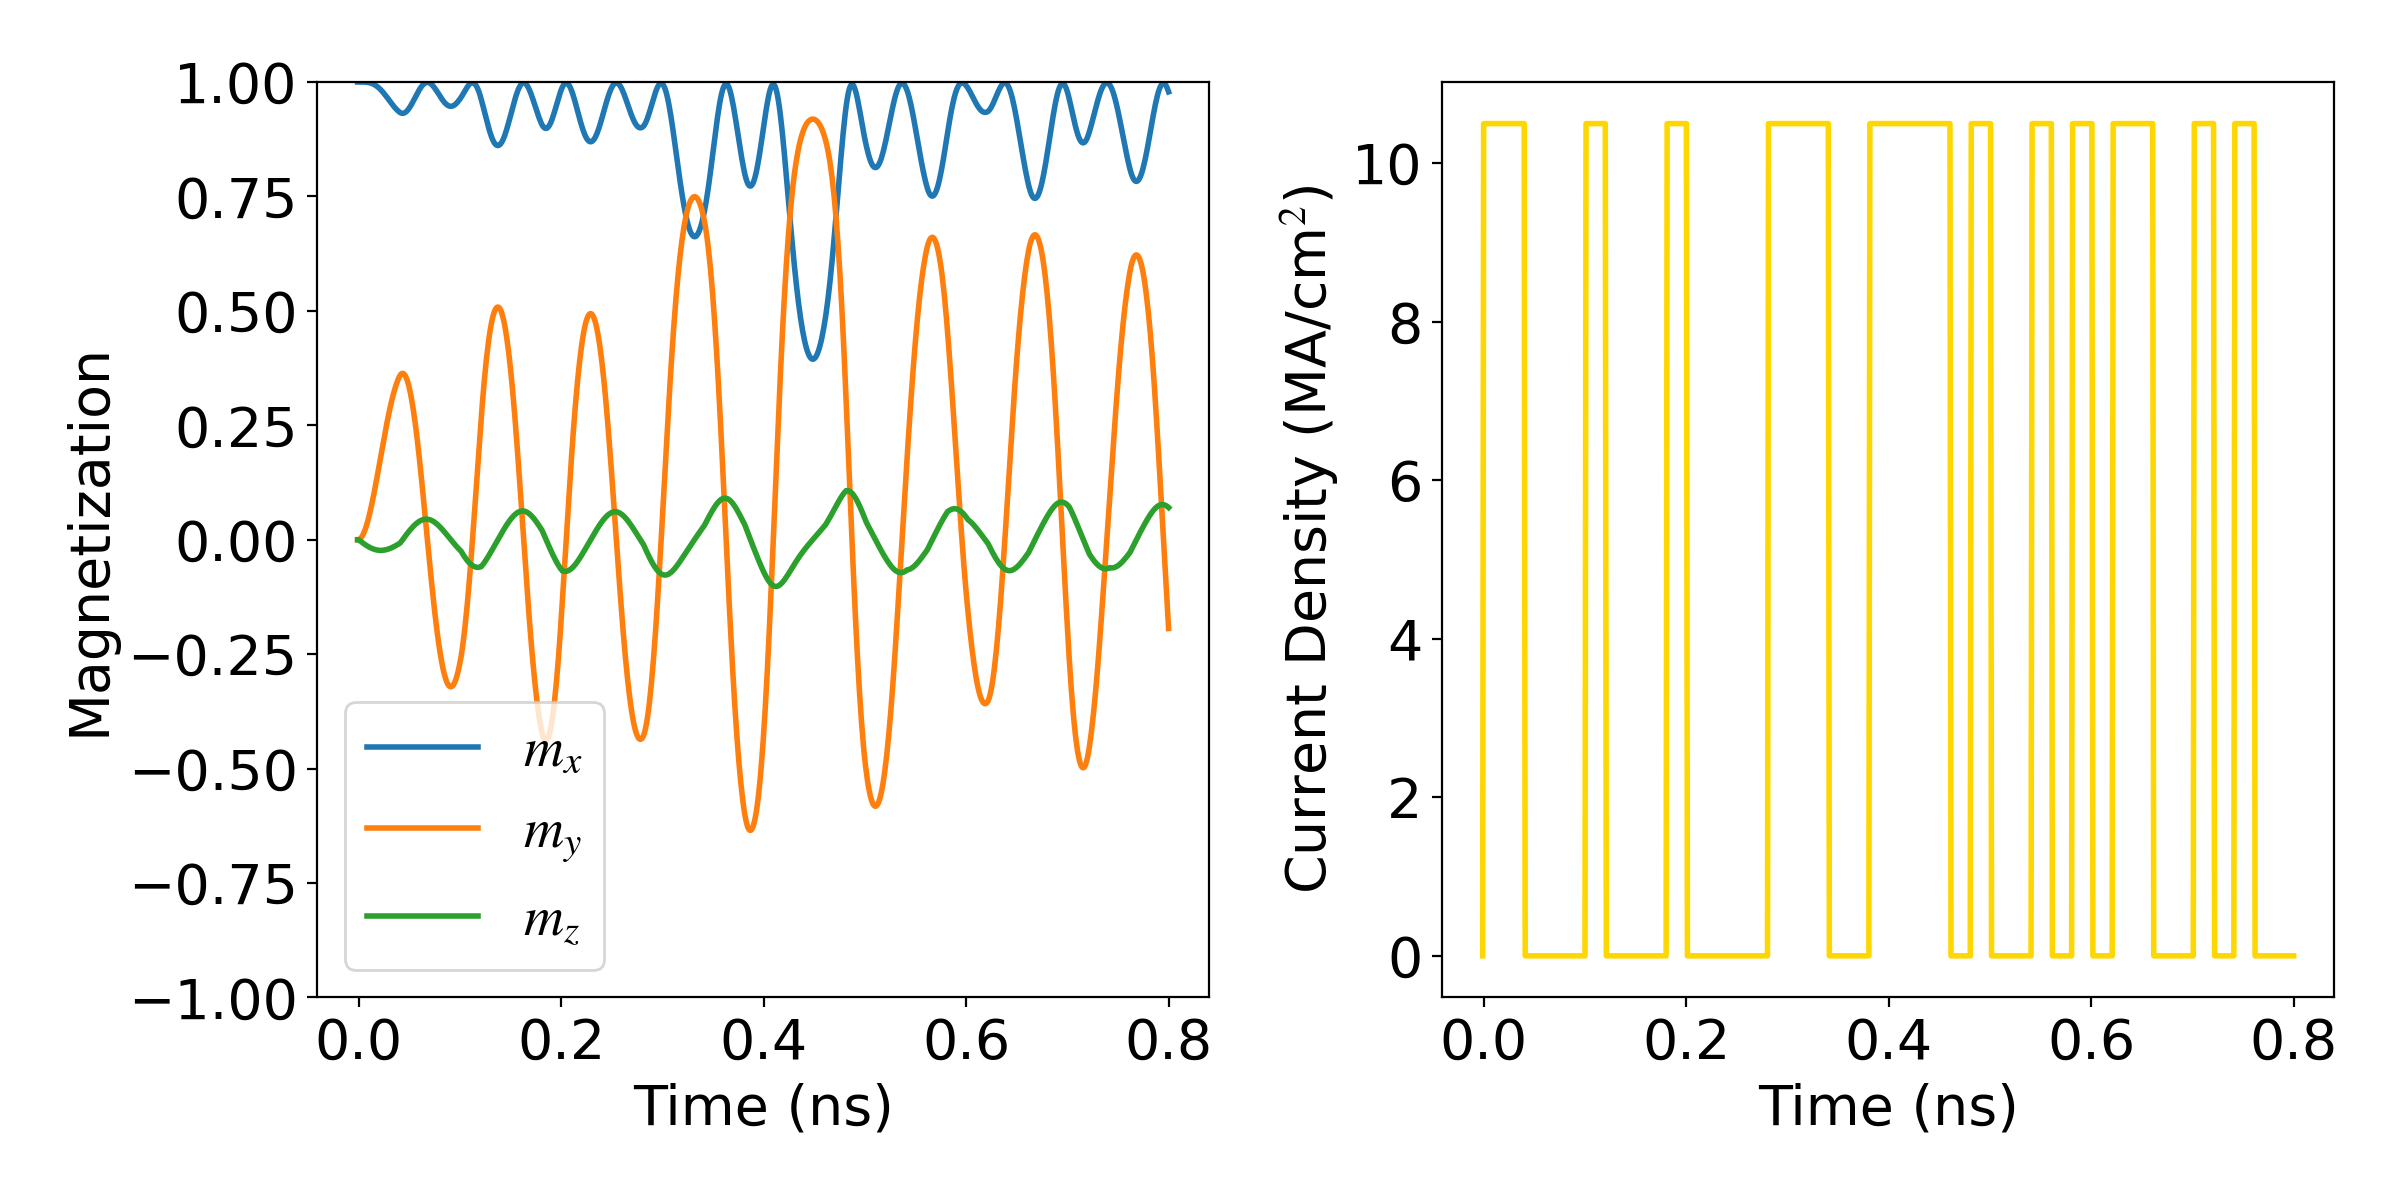 1.00
0.75
0.50
0.25
0.00
−0.25
−0.50
−0.75
−1.00
Magnetization
m_x
m_y
m_z
0.0 0.2 0.4 0.6 0.8
Time (ns)
10
8
6
4
2
0
Current Density (MA/cm²)
0.0 0.2 0.4 0.6 0.8
Time (ns)